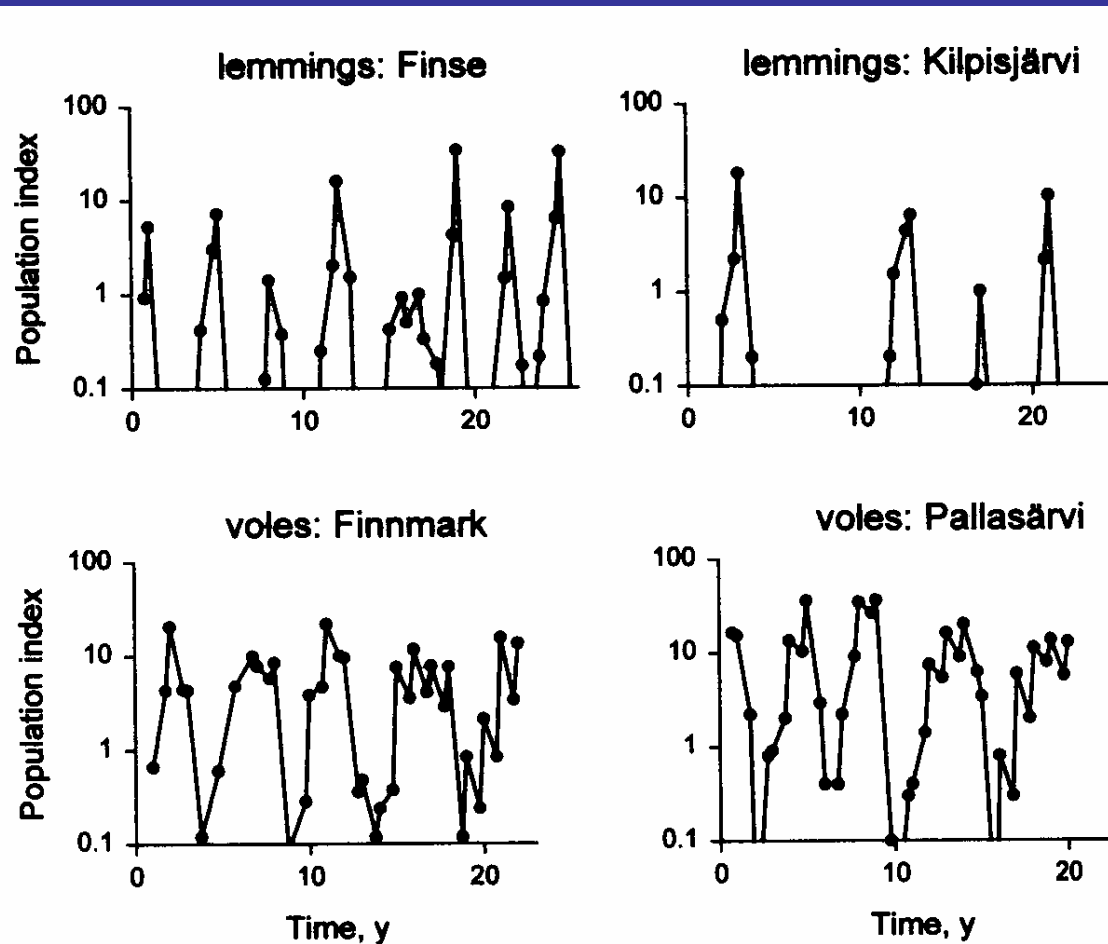 lemmings: Finse
Population index
100
10
1
0.1
0 10 20
lemmings: Kilpisjärvi
100
10
1
0.1
0 10 20
voles: Finnmark
Population index
100
10
1
0.1
0 10 20
Time, y
voles: Pallasärvi
100
10
1
0.1
0 10 20
Time, y